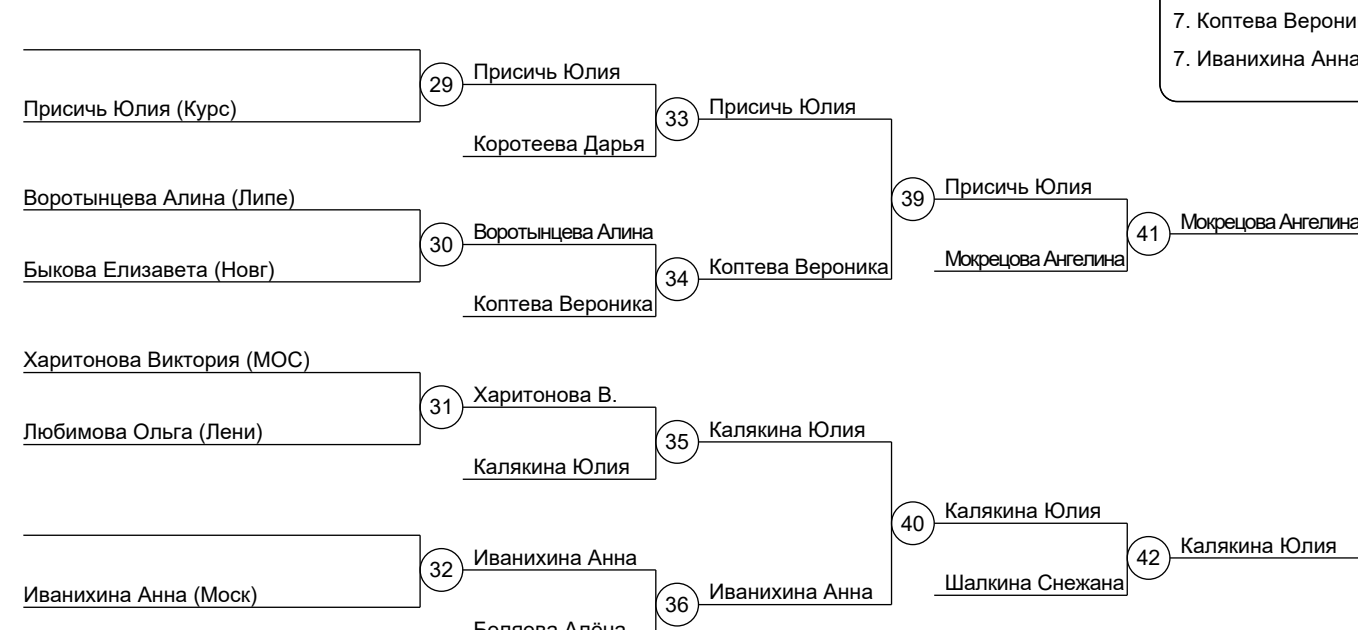 7. Коптева Верони
7. Иванихина Анна
29
Присичь Юлия
Присичь Юлия (Курс)
33
Присичь Юлия
Коротеева Дарья
Воротынцева Алина (Липе)
39
Присичь Юлия
30
Воротынцева Алина
41
Мокрецова Ангелина
Быкова Елизавета (Новг)
34
Коптева Вероника
Мокрецова Ангелина
Коптева Вероника
Харитонова Виктория (МОС)
31
Харитонова В.
Любимова Ольга (Лени)
35
Калякина Юлия
Калякина Юлия
40
Калякина Юлия
32
Иванихина Анна
42
Калякина Юлия
Иванихина Анна (Моск)
36
Иванихина Анна
Шалкина Снежана
Беляева Алёна